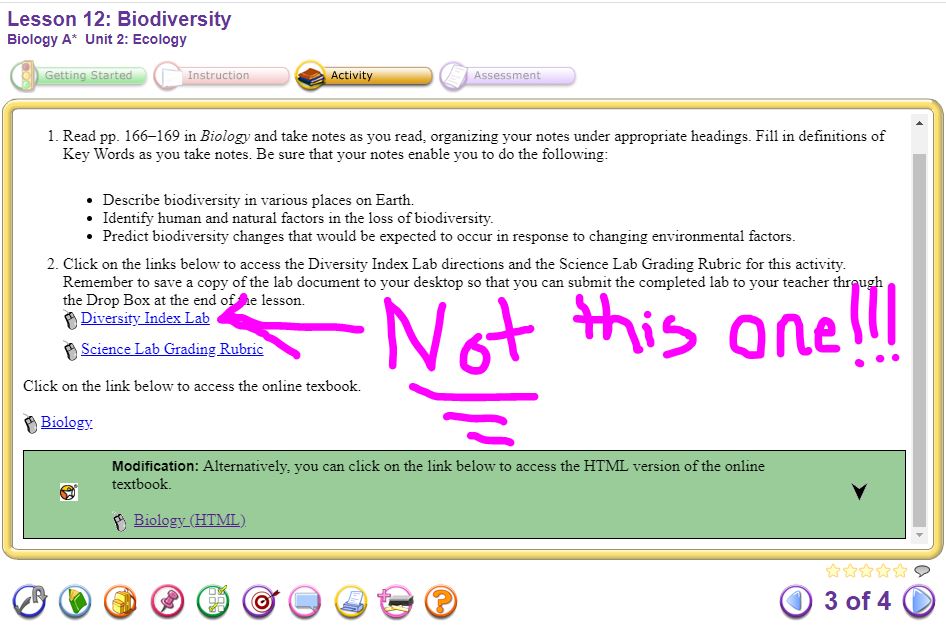 Lesson 12: Biodiversity
Biology A* Unit 2: Ecology
Getting Started
Instruction
Activity
Assessment
1. Read pp. 166–169 in Biology and take notes as you read, organizing your notes under appropriate headings. Fill in definitions of
Key Words as you take notes. Be sure that your notes enable you to do the following:
• Describe biodiversity in various places on Earth.
• Identify human and natural factors in the loss of biodiversity.
• Predict biodiversity changes that would be expected to occur in response to changing environmental factors.
2. Click on the links below to access the Diversity Index Lab directions and the Science Lab Grading Rubric for this activity.
Remember to save a copy of the lab document to your desktop so that you can submit the completed lab to your teacher through
the Drop Box at the end of the lesson.
Diversity Index Lab
Not this one!!!
Science Lab Grading Rubric
Click on the link below to access the online texbook.
Biology
Modification: Alternatively, you can click on the link below to access the HTML version of the online
textbook.
Biology (HTML)
3 of 4